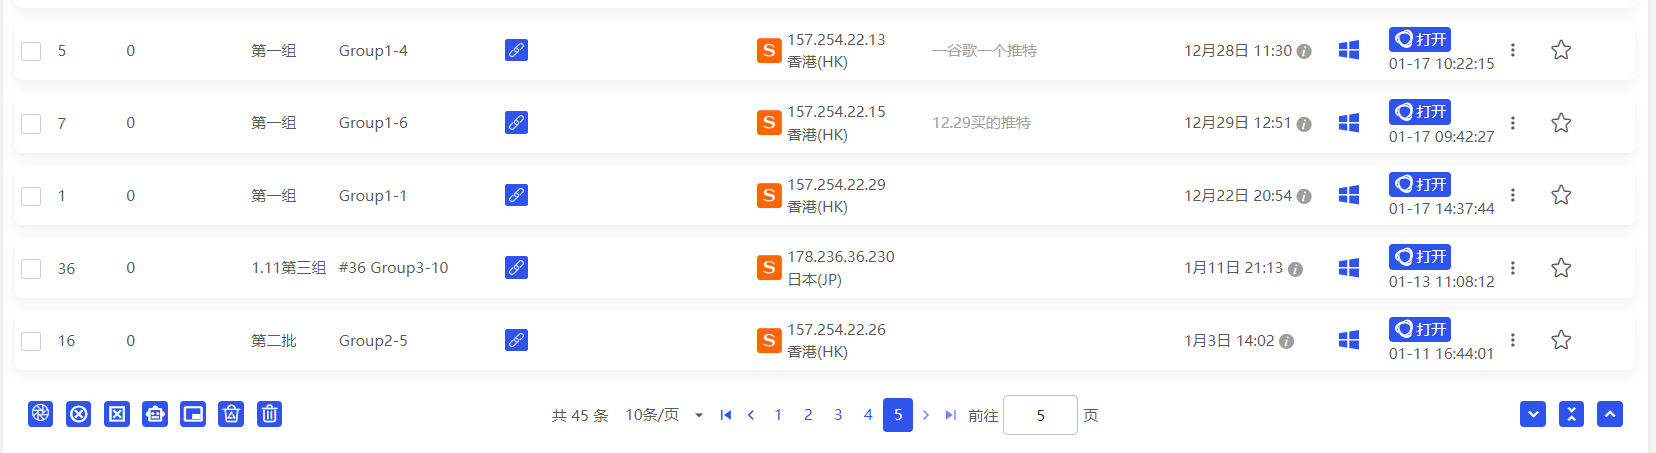 5 0 第一组 Group1-4 S 157.254.22.13 香港(HK) 一谷歌一个推特 12月28日 11:30 打开 01-17 10:22:15
7 0 第一组 Group1-6 S 157.254.22.15 香港(HK) 12.29买的推特 12月29日 12:51 打开 01-17 09:42:27
1 0 第一组 Group1-1 S 157.254.22.29 香港(HK) 12月22日 20:54 打开 01-17 14:37:44
36 0 1.11第三组 #36 Group3-10 S 178.236.36.230 日本(JP) 1月11日 21:13 打开 01-13 11:08:12
16 0 第二批 Group2-5 S 157.254.22.26 香港(HK) 1月3日 14:02 打开 01-11 16:44:01
共 45 条 10条/页 1 2 3 4 5 前往 5 页